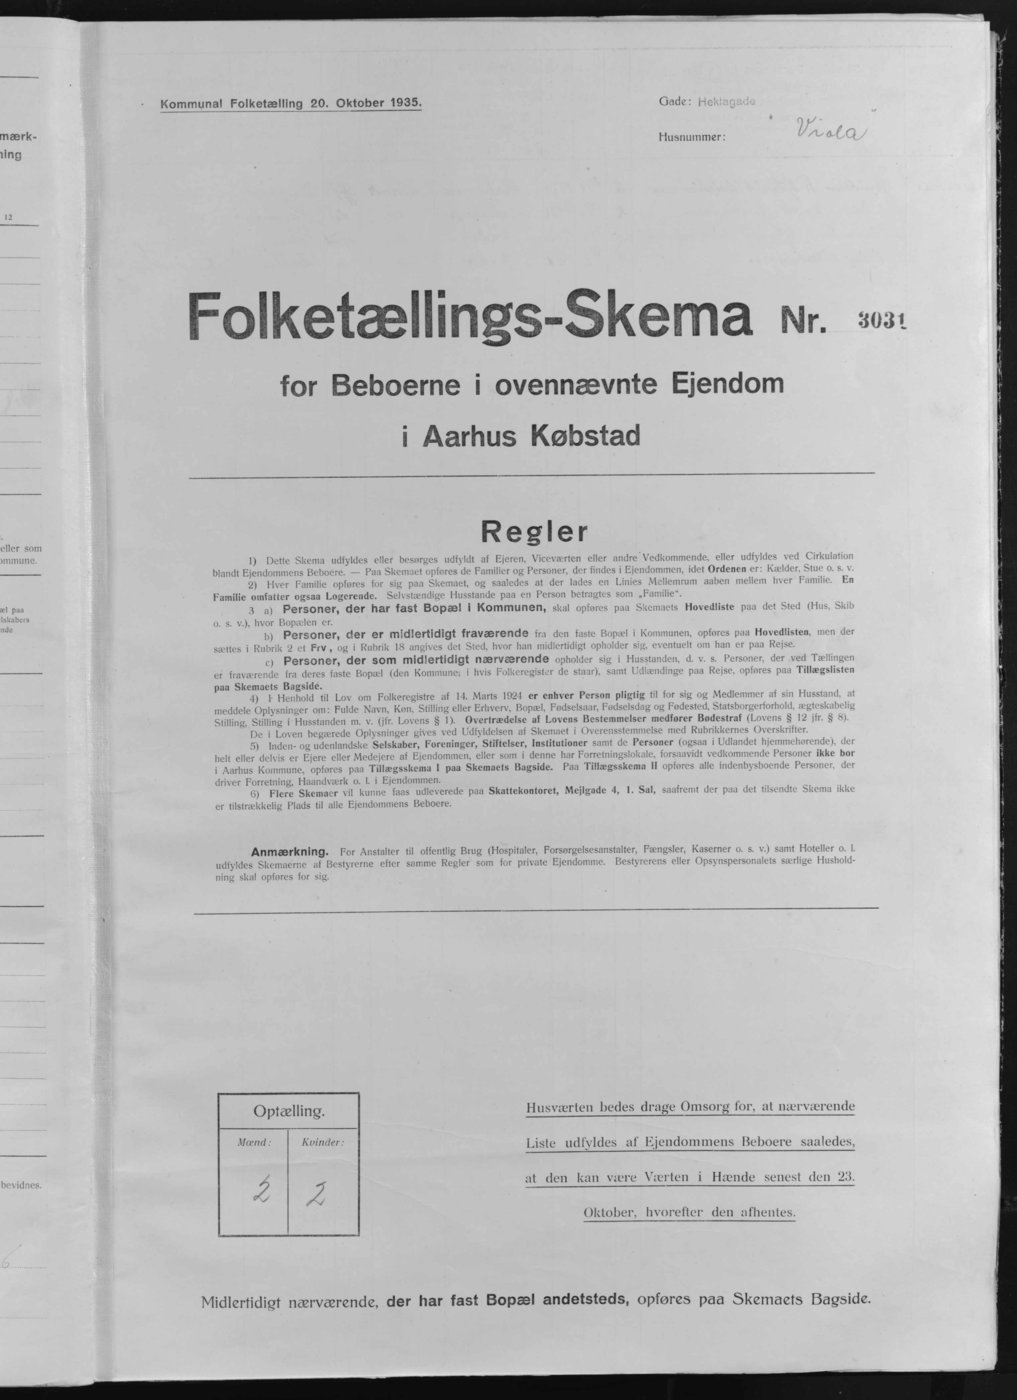 mærk-
ning
12
eller som
ommune.
æl paa
lskabers
nde
bevidnes.
6
Kommunal Folketælling 20. Oktober 1935.
Gade: Heklagade
Husnummer: "Viola"
Folketællings-Skema Nr. 3031
for Beboerne i ovennævnte Ejendom
i Aarhus Købstad
Regler
1) Dette Skema udfyldes eller besørges udfyldt af Ejeren, Viceværten eller andre Vedkommende, eller udfyldes ved Cirkulation
blandt Ejendommens Beboere. — Paa Skemaet opføres de Familier og Personer, der findes i Ejendommen, idet Ordenen er: Kælder, Stue o. s. v.
2) Hver Familie opføres for sig paa Skemaet, og saaledes at der lades en Linies Mellemrum aaben mellem hver Familie. En
Familie omfatter ogsaa Logerende. Selvstændige Husstande paa en Person betragtes som „Familie".
3 a) Personer, der har fast Bopæl i Kommunen, skal opføres paa Skemaets Hovedliste paa det Sted (Hus, Skib
o. s. v.), hvor Bopælen er.
b) Personer, der er midlertidigt fraværende fra den faste Bopæl i Kommunen, opføres paa Hovedlisten, men der
sættes i Rubrik 2 et Frv, og i Rubrik 18 angives det Sted, hvor han midlertidigt opholder sig, eventuelt om han er paa Rejse.
c) Personer, der som midlertidigt nærværende opholder sig i Husstanden, d. v. s. Personer, der ved Tællingen
er fraværende fra deres faste Bopæl (den Kommune, i hvis Folkeregister de staar), samt Udlændinge paa Rejse, opføres paa Tillægslisten
paa Skemaets Bagside.
4) I Henhold til Lov om Folkeregistre af 14. Marts 1924 er enhver Person pligtig til for sig og Medlemmer af sin Husstand, at
meddele Oplysninger om: Fulde Navn, Køn, Stilling eller Erhverv, Bopæl, Fødselsaar, Fødselsdag og Fødested, Statsborgerforhold, ægteskabelig
Stilling, Stilling i Husstanden m. v. (jfr. Lovens § 1). Overtrædelse af Lovens Bestemmelser medfører Bødestraf (Lovens § 12 jfr. § 8).
De i Loven begærede Oplysninger gives ved Udfyldelsen af Skemaet i Overensstemmelse med Rubrikkernes Overskrifter.
5) Inden- og udenlandske Selskaber, Foreninger, Stiftelser, Institutioner samt de Personer (ogsaa i Udlandet hjemmehørende), der
helt eller delvis er Ejere eller Medejere af Ejendommen, eller som i denne har Forretningslokale, forsaavidt vedkommende Personer ikke bor
i Aarhus Kommune, opføres paa Tillægsskema I paa Skemaets Bagside. Paa Tillægsskema II opføres alle indenbysboende Personer, der
driver Forretning, Haandværk o. l. i Ejendommen.
6) Flere Skemaer vil kunne faas udleverede paa Skattekontoret, Mejlgade 4, 1. Sal, saafremt der paa det tilsendte Skema ikke
er tilstrækkelig Plads til alle Ejendommens Beboere.
Anmærkning. For Anstalter til offentlig Brug (Hospitaler, Forsørgelsesanstalter, Fængsler, Kaserner o. s. v.) samt Hoteller o. l.
udfyldes Skemaerne af Bestyrerne efter samme Regler som for private Ejendomme. Bestyrerens eller Opsynspersonalets særlige Hushold-
ning skal opføres for sig.
Optælling.
Mænd: Kvinder:
2 2
Husværten bedes drage Omsorg for, at nærværende
Liste udfyldes af Ejendommens Beboere saaledes,
at den kan være Værten i Hænde senest den 23.
Oktober, hvorefter den afhentes.
Midlertidigt nærværende, der har fast Bopæl andetsteds, opføres paa Skemaets Bagside.